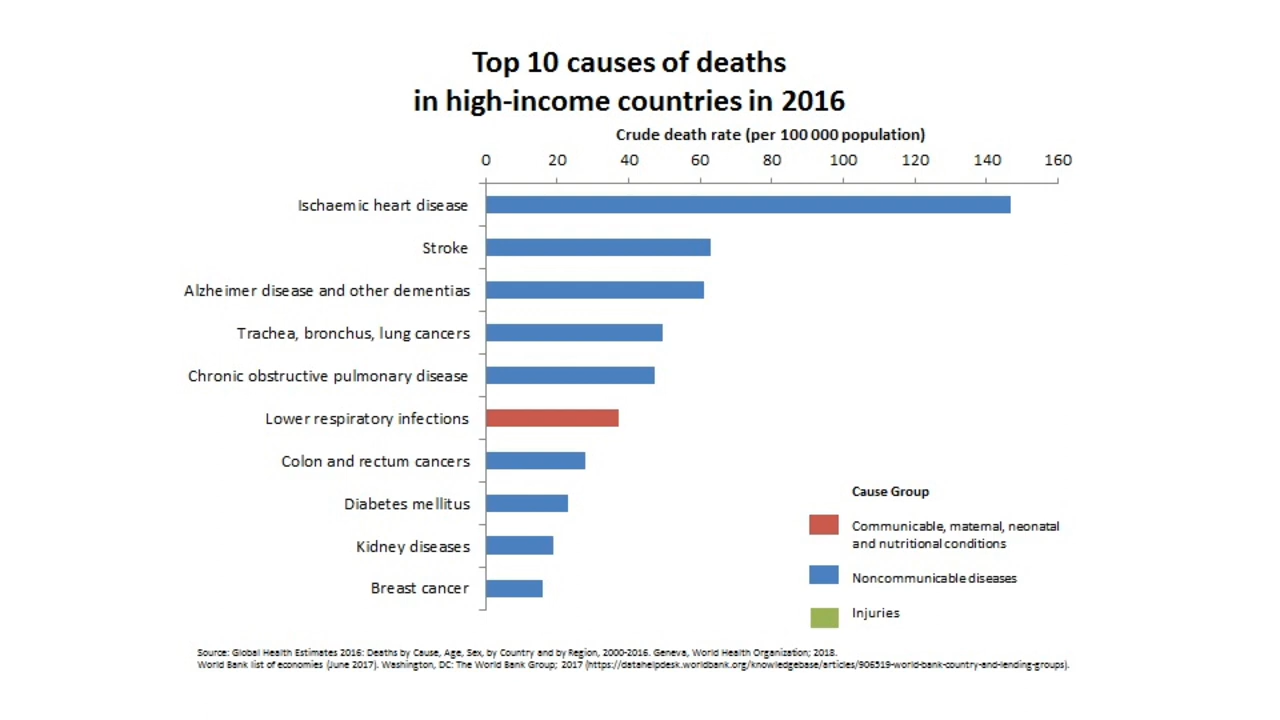 Top 10 causes of deaths
in high-income countries in 2016
Crude death rate (per 100 000 population)
0 20 40 60 80 100 120 140 160
Ischaemic heart disease
Stroke
Alzheimer disease and other dementias
Trachea, bronchus, lung cancers
Chronic obstructive pulmonary disease
Lower respiratory infections
Colon and rectum cancers
Diabetes mellitus
Kidney diseases
Breast cancer
Cause Group
Communicable, maternal, neonatal
and nutritional conditions
Noncommunicable diseases
Injuries
Source: Global Health Estimates 2016: Deaths by Cause, Age, Sex, by Country and by Region, 2000-2016. Geneva, World Health Organization; 2018.
World Bank list of economies (June 2017). Washington, DC: The World Bank Group; 2017 (https://datahelpdesk.worldbank.org/knowledgebase/articles/906519-world-bank-country-and-lending-groups).